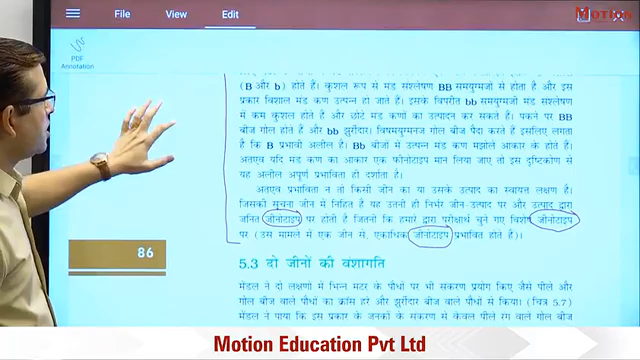 File View Edit
MOTION
PDF
Annotation
(B और b) होते हैं। कुशल रूप से मंड संश्लेषण BB समयुग्मजों से होता है और इस
प्रकार विशाल मंड कण उत्पन्न हो जाते हैं। इसके विपरीत bb समयुग्मजों मंड संश्लेषण
में कम कुशल होते हैं और छोटे मंड कणों का उत्पादन कर सकते हैं। पकने पर BB
बीज गोल होते हैं और bb झुर्रीदार। विषमयुग्मनज गोल बीज पैदा करते हैं इसलिए लगता
है कि B प्रभावी अलील है। Bb बीजों में उत्पन्न मंड कण मझोले आकार के होते हैं।
अतएव यदि मंड कण का आकार एक फीनोटाइप मान लिया जाए तो इस दृष्टिकोण से
यह अलील अपूर्ण प्रभाविता ही दर्शाता है।
अतएव प्रभाविता न तो किसी जीन का या उसके उत्पाद का स्वायत्त लक्षण है।
जिसकी सूचना जीन में निहित है यह उतनी ही निर्भर जीन-उत्पाद पर और उत्पाद द्वारा
जनित जीनोटाइप पर होती है जितनी कि हमारे द्वारा परीक्षार्थ चुने गए विशेष जीनोटाइप
पर (उस मामले में एक जीन से, एकाधिक जीनोटाइप प्रभावित होते हैं)।
86
5.3 दो जीनों की वंशागति
मेंडल ने दो लक्षणों में भिन्न मटर के पौधों पर भी संकरण प्रयोग किए जैसे पीले और
गोल बीज वाले पौधों का क्रॉस हरे और झुर्रीदार बीज वाले पौधों से किया। (चित्र 5.7)
मेंडल ने पाया कि इस प्रकार के जनकों के संकरण से केवल पीले रंग वाले गोल बीज
Motion Education Pvt Ltd